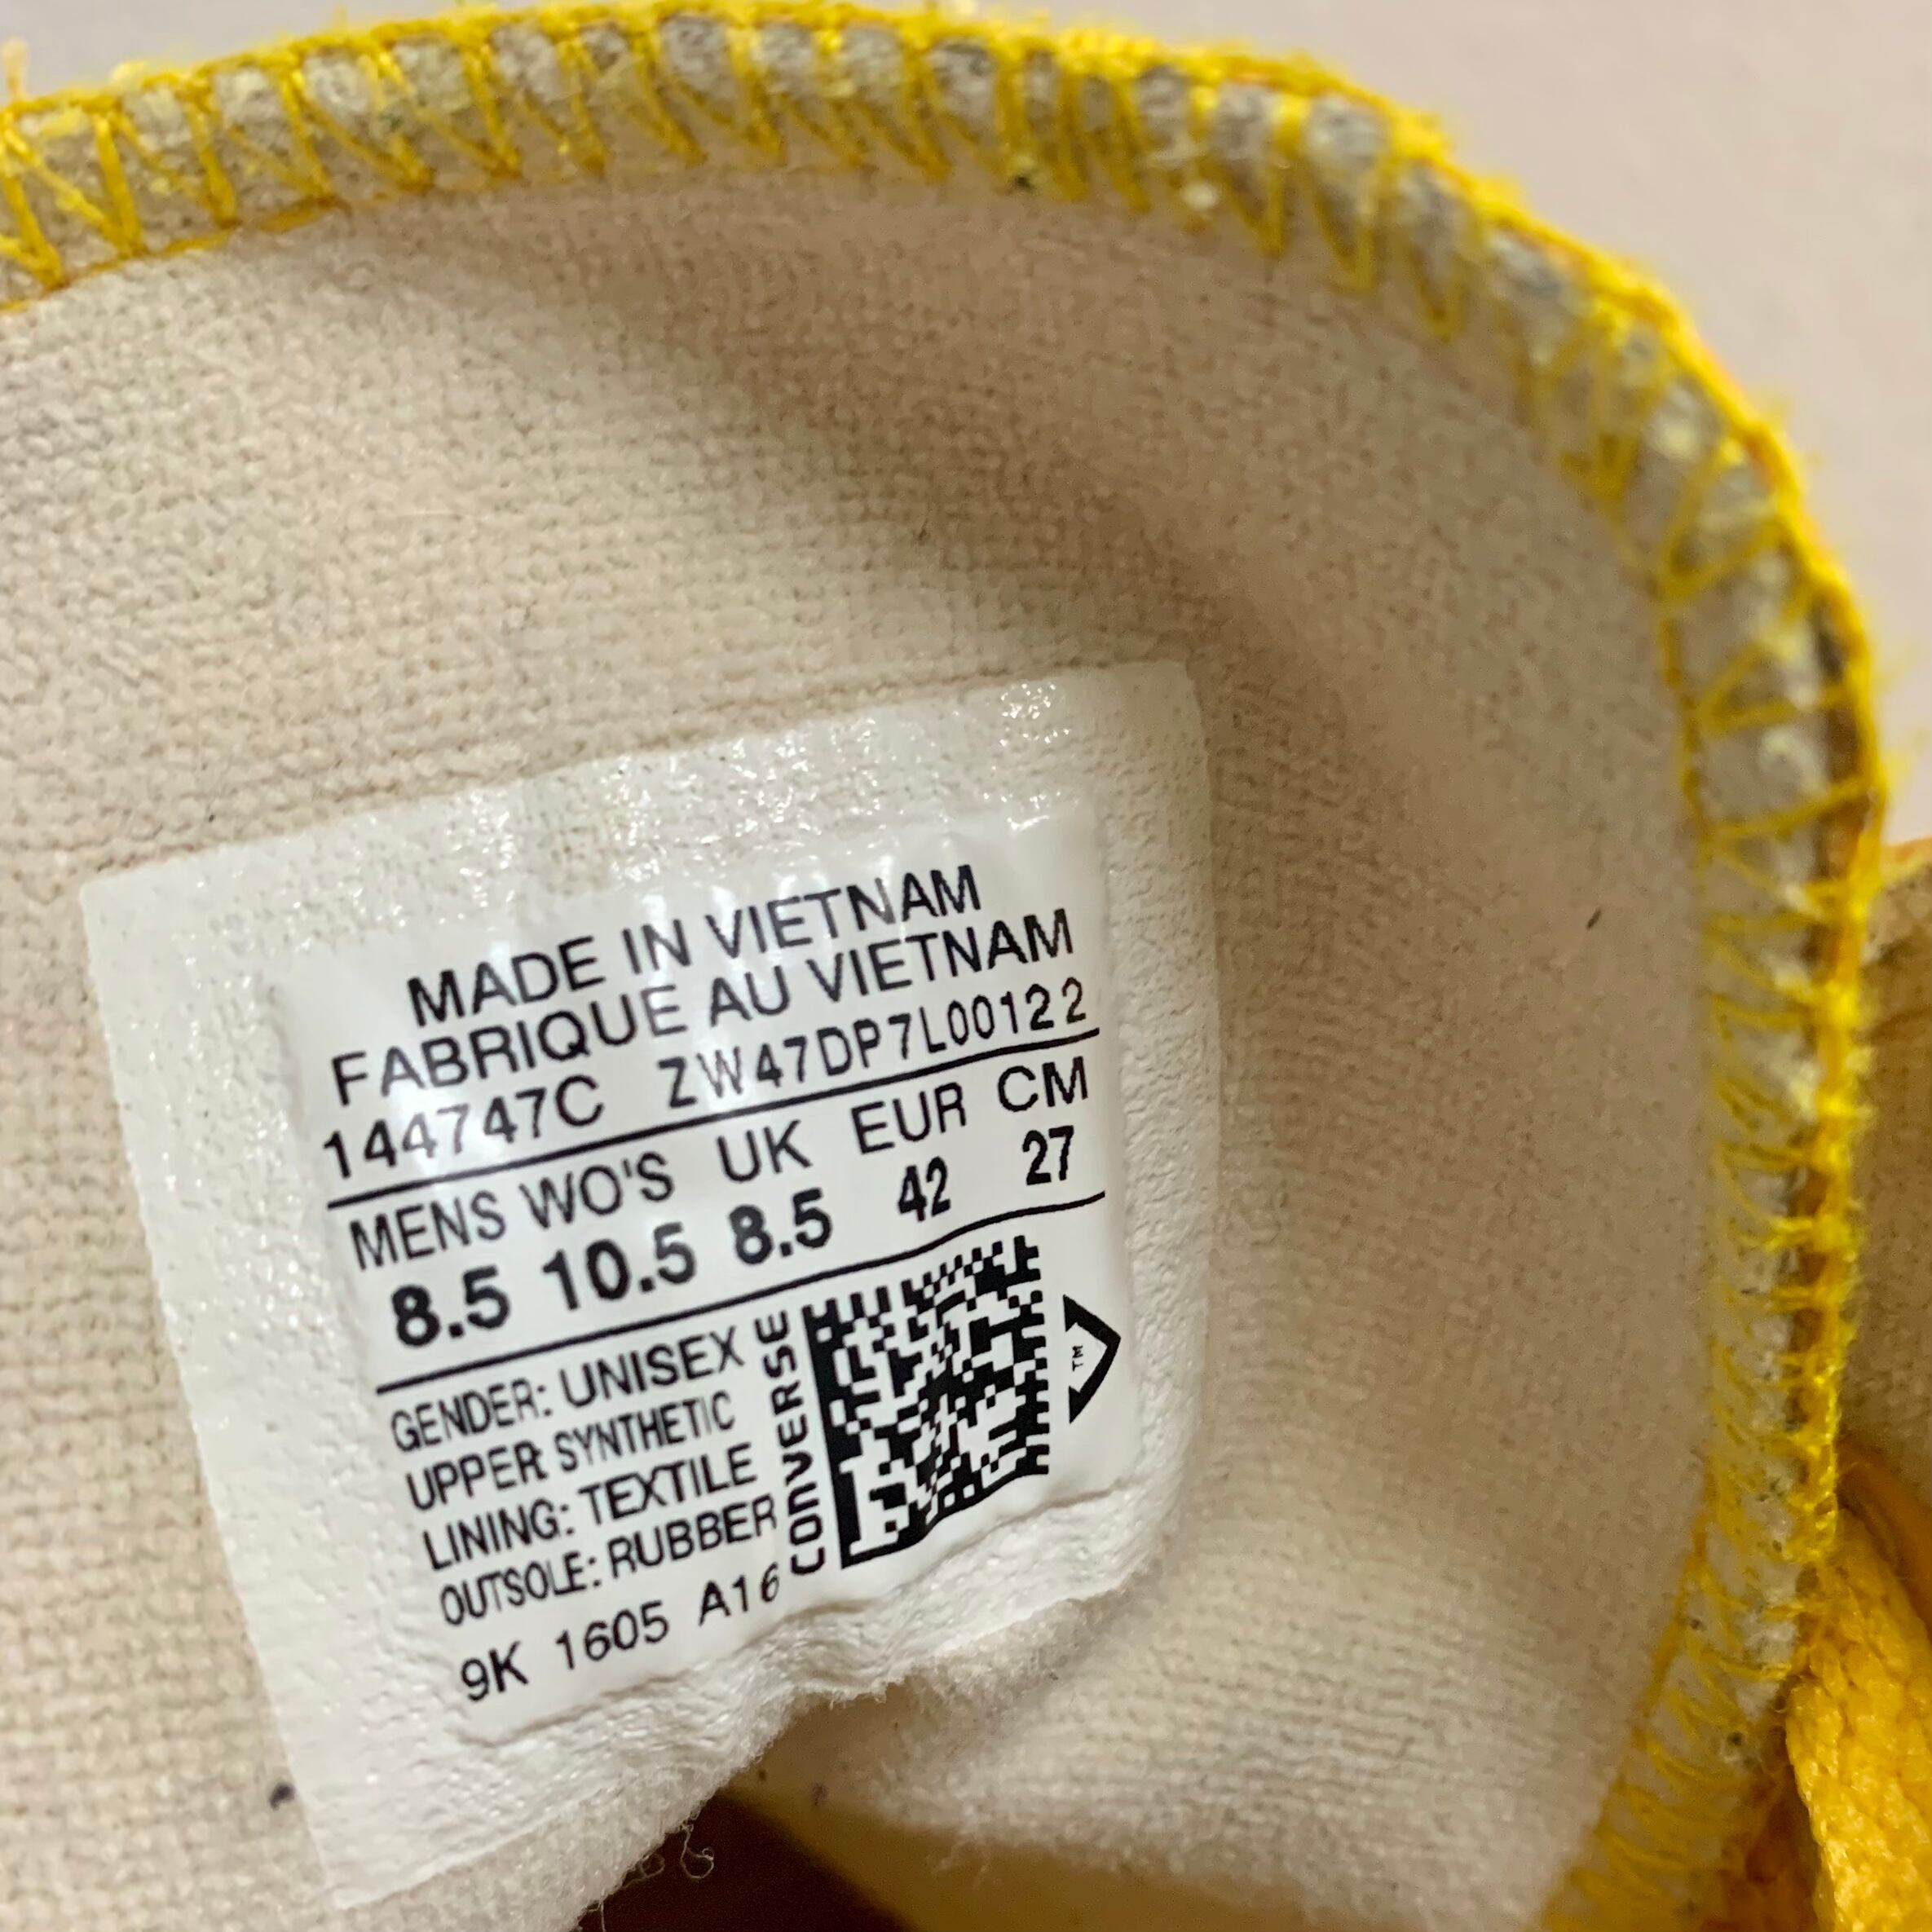 MADE IN VIETNAM
FABRIQUE AU VIETNAM
144747C ZW47DP7L00122
MENS WO'S UK EUR CM
8.5 10.5 8.5 42 27
GENDER: UNISEX
UPPER: SYNTHETIC
LINING: TEXTILE
OUTSOLE: RUBBER
9K 1605 A16
CONVERSE
TM